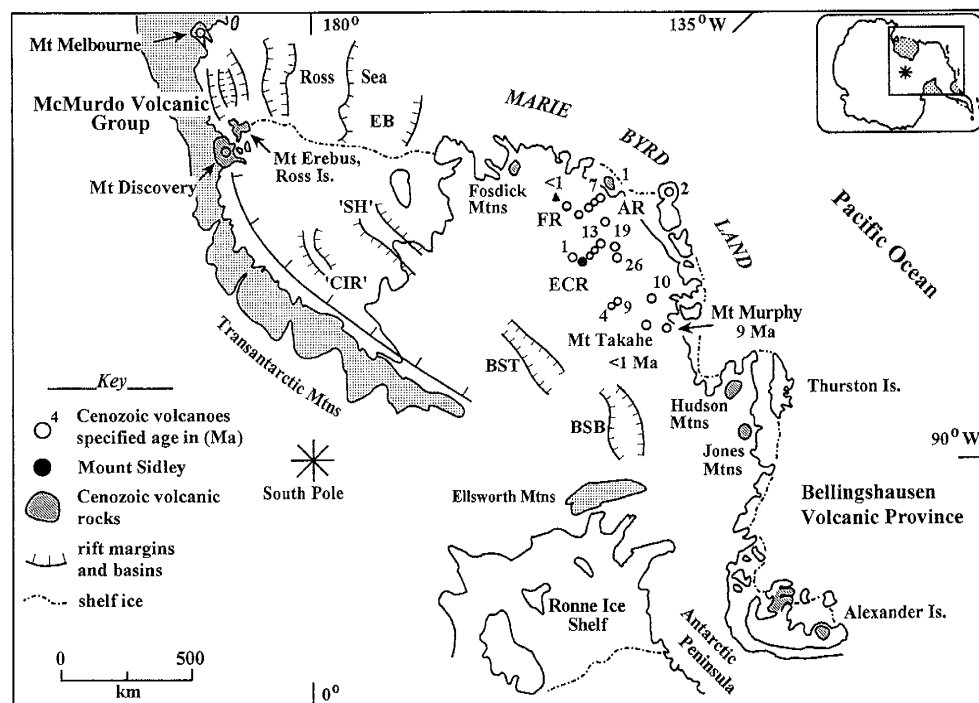 180°
135° W
Mt Melbourne
Ross
Sea
McMurdo Volcanic
Group
EB
MARIE
BYRD
LAND
Mt Erebus,
Ross Is.
Mt Discovery
Fosdick
Mtns
<1
7
1
2
FR
AR
'SH'
13
19
1
26
'CIR'
ECR
10
4
9
Pacific Ocean
Mt Murphy
9 Ma
Mt Takahe
<1 Ma
Transantarctic Mtns
BST
Thurston Is.
Hudson
Mtns
BSB
Jones
Mtns
90° W
Key
4
Cenozoic volcanoes
specified age in (Ma)
Mount Sidley
Cenozoic volcanic
rocks
rift margins
and basins
shelf ice
South Pole
Ellsworth Mtns
Bellingshausen
Volcanic Province
Ronne Ice
Shelf
Alexander Is.
Antarctic
Peninsula
0
500
km
0°